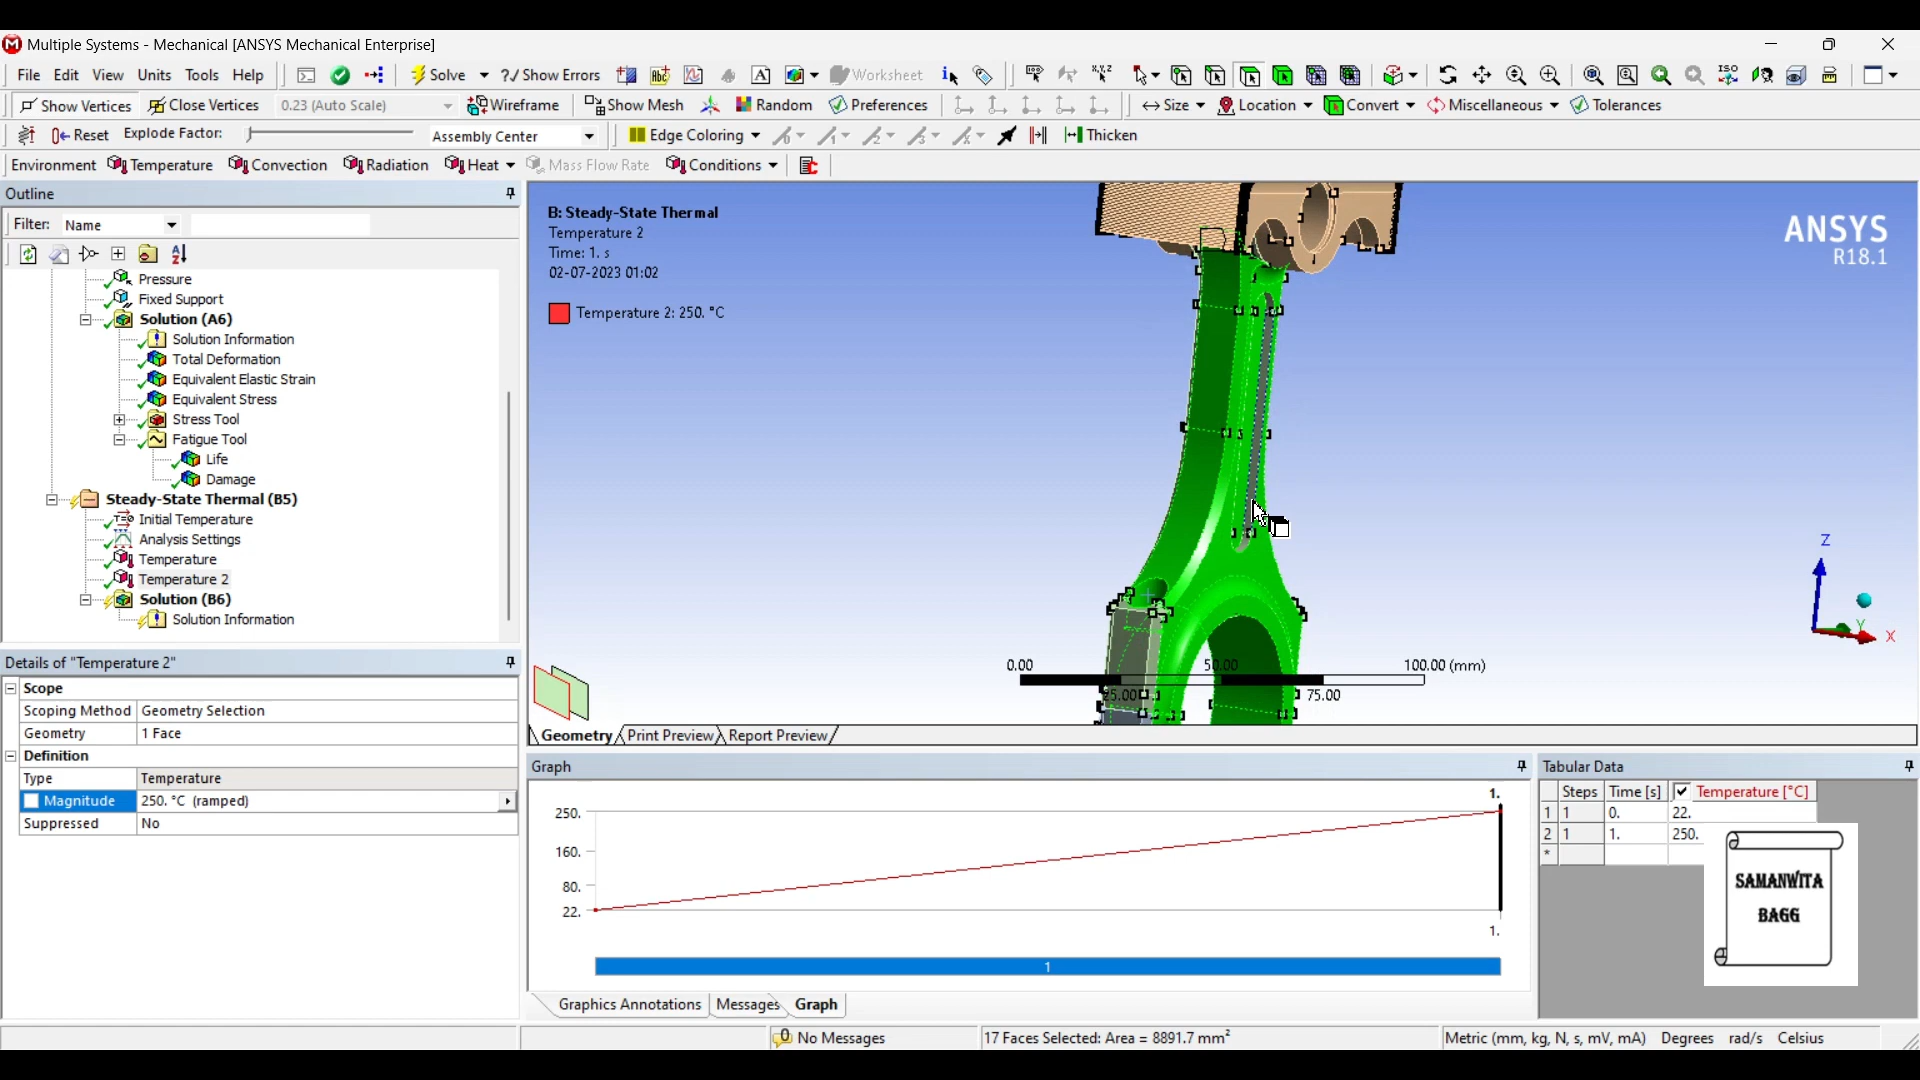 Multiple Systems - Mechanical [ANSYS Mechanical Enterprise]
File Edit View Units Tools Help Solve ?/ Show Errors Worksheet
Show Vertices Close Vertices 0.23 (Auto Scale) Wireframe Show Mesh Random Preferences Size Location Convert Miscellaneous Tolerances
Reset Explode Factor: Assembly Center Edge Coloring Thicken
Environment Temperature Convection Radiation Heat Mass Flow Rate Conditions
Outline
Filter: Name
Pressure
Fixed Support
Solution (A6)
Solution Information
Total Deformation
Equivalent Elastic Strain
Equivalent Stress
Stress Tool
Fatigue Tool
Life
Damage
Steady-State Thermal (B5)
Initial Temperature
Analysis Settings
Temperature
Temperature 2
Solution (B6)
Solution Information
Details of "Temperature 2"
Scope
Scoping Method Geometry Selection
Geometry 1 Face
Definition
Type Temperature
Magnitude 250. °C (ramped)
Suppressed No
B: Steady-State Thermal
Temperature 2
Time: 1. s
02-07-2023 01:02
Temperature 2: 250. °C
ANSYS
R18.1
Z
Y
X
0.00 50.00 100.00 (mm)
25.00 75.00
Geometry Print Preview Report Preview
Graph
1.
250.
160.
80.
22.
1.
1
Graphics Annotations Messages Graph
Tabular Data
Steps Time [s] Temperature [°C]
1 1 0. 22.
2 1 1. 250.
*
SAMANWITA
BAGG
No Messages 17 Faces Selected: Area = 8891.7 mm² Metric (mm, kg, N, s, mV, mA) Degrees rad/s Celsius